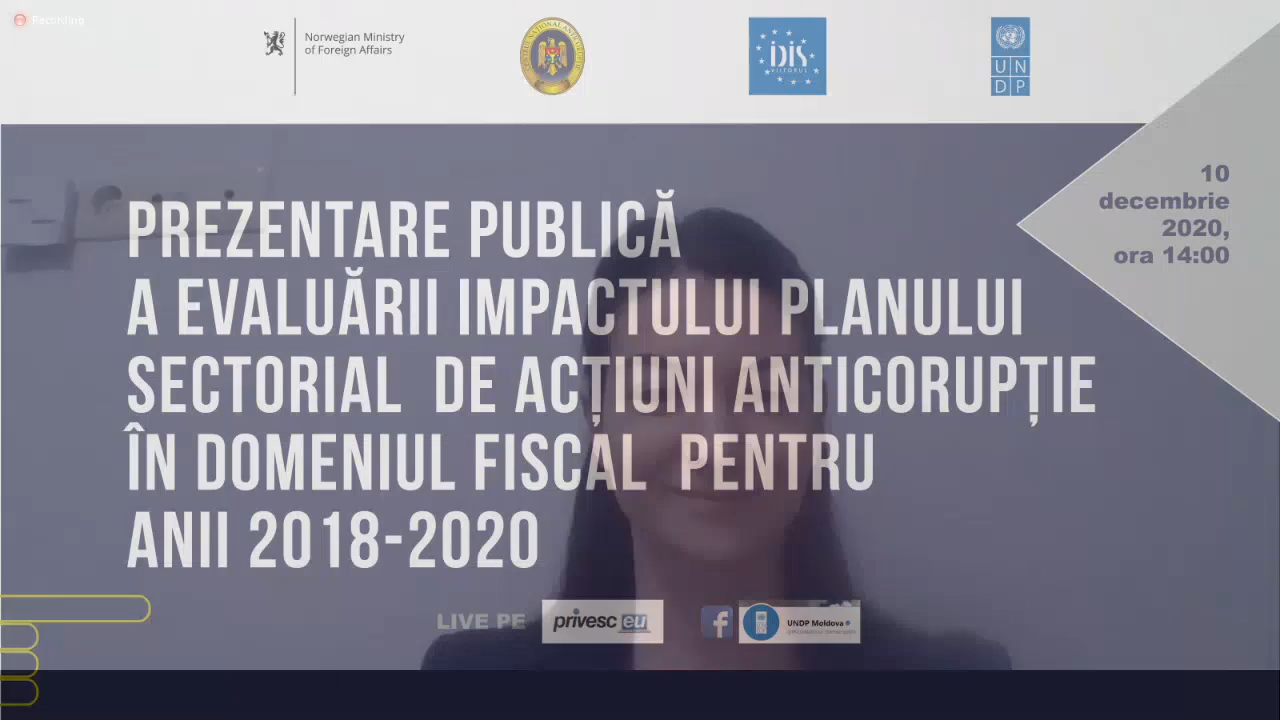 Recording
Norwegian Ministry
of Foreign Affairs
iDiS
VIITORUL
UN
DP
10
decembrie
2020,
ora 14:00
PREZENTARE PUBLICĂ
A EVALUĂRII IMPACTULUI PLANULUI
SECTORIAL DE ACȚIUNI ANTICORUPȚIE
ÎN DOMENIUL FISCAL PENTRU
ANII 2018-2020
LIVE PE
privesc eu
f
UNDP Moldova